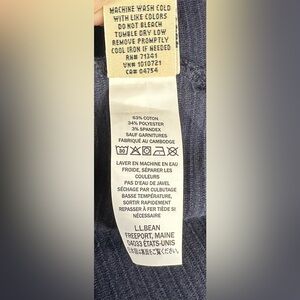 MACHINE WASH COLD
WITH LIKE COLORS
DO NOT BLEACH
TUMBLE DRY LOW
REMOVE PROMPTLY
COOL IRON IF NEEDED
RN# 71341
VN# 1010721
CA# 04754
63% COTON
34% POLYESTER
3% SPANDEX
SAUF GARNITURES
FABRIQUÉ AU CAMBODGE
LAVER EN MACHINE EN EAU
FROIDE, SÉPARER LES
COULEURS
PAS D'EAU DE JAVEL
SÉCHAGE PAR CULBUTAGE
BASSE TEMPÉRATURE,
SORTIR RAPIDEMENT
REPASSER À FER TIÈDE SI
NÉCESSAIRE
L.L.BEAN
FREEPORT, MAINE
04033 ÉTATS-UNIS